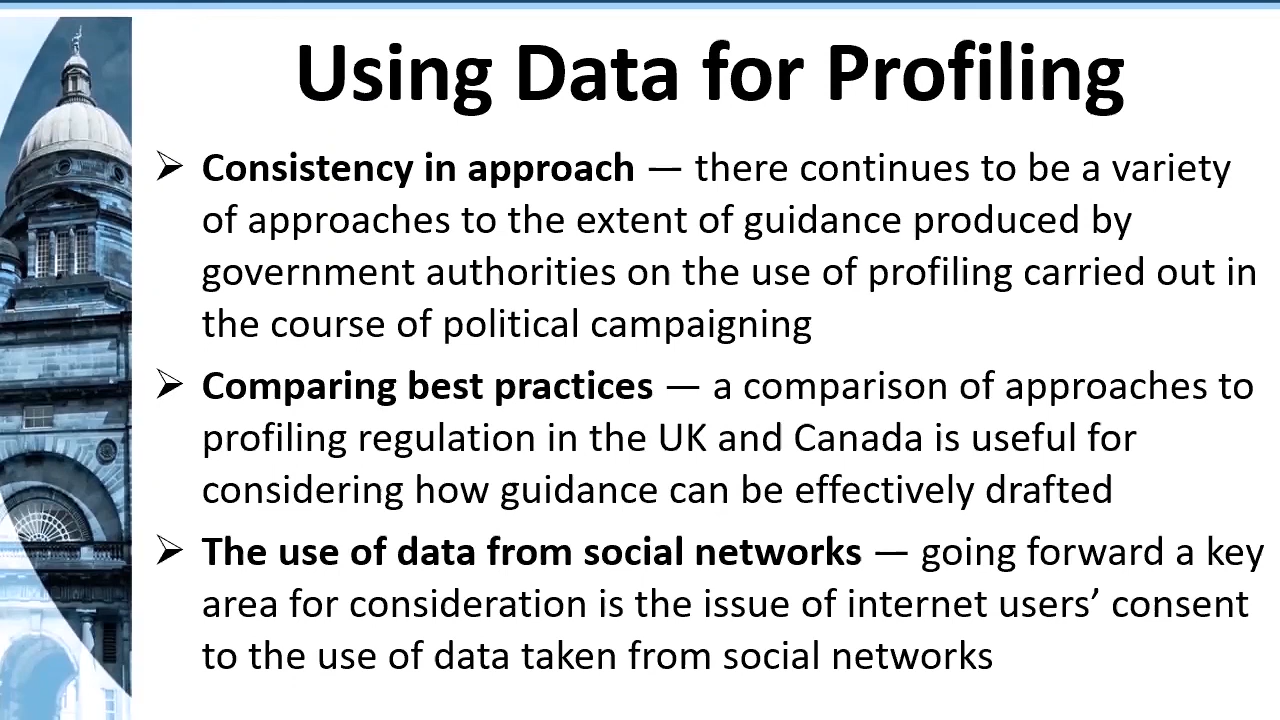 Using Data for Profiling
➢ Consistency in approach — there continues to be a variety
of approaches to the extent of guidance produced by
government authorities on the use of profiling carried out in
the course of political campaigning
➢ Comparing best practices — a comparison of approaches to
profiling regulation in the UK and Canada is useful for
considering how guidance can be effectively drafted
➢ The use of data from social networks — going forward a key
area for consideration is the issue of internet users’ consent
to the use of data taken from social networks